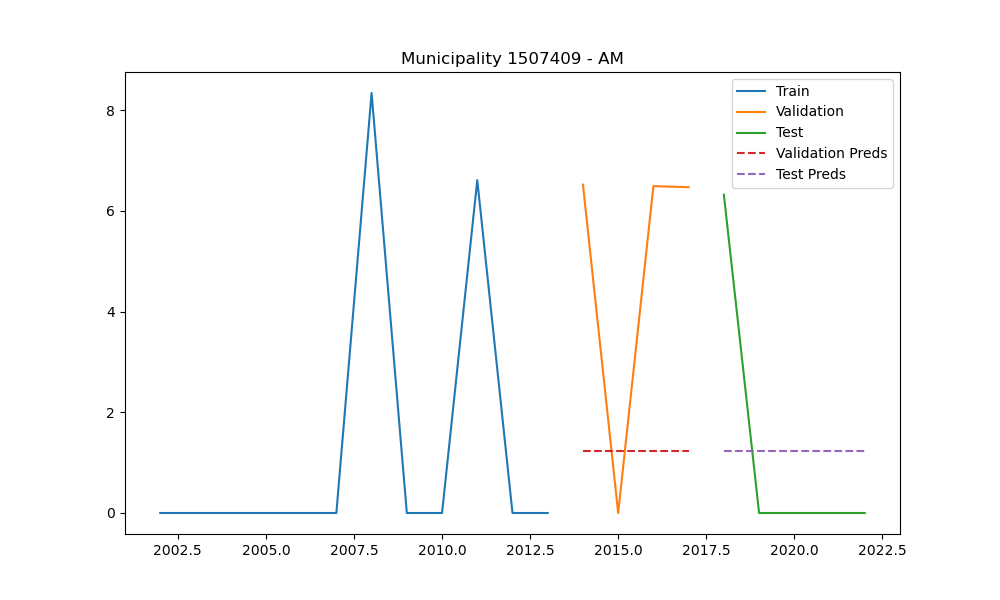 Municipality 1507409 - AM
Train
Validation
Test
Validation Preds
Test Preds
8
6
4
2
0
2002.5 2005.0 2007.5 2010.0 2012.5 2015.0 2017.5 2020.0 2022.5